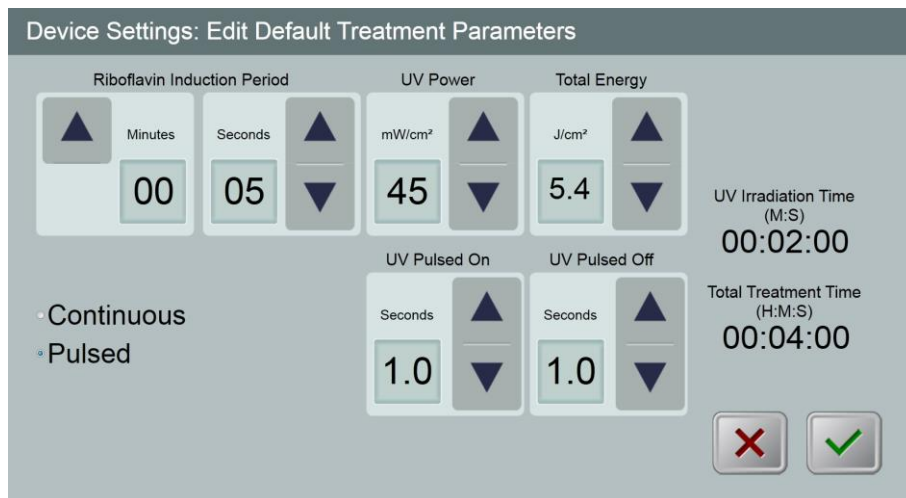 Device Settings: Edit Default Treatment Parameters
Riboflavin Induction Period
UV Power
Total Energy
Minutes
Seconds
mW/cm²
J/cm²
00
05
45
5.4
UV Irradiation Time
(M:S)
00:02:00
UV Pulsed On
UV Pulsed Off
Continuous
Pulsed
Seconds
Seconds
1.0
1.0
Total Treatment Time
(H:M:S)
00:04:00